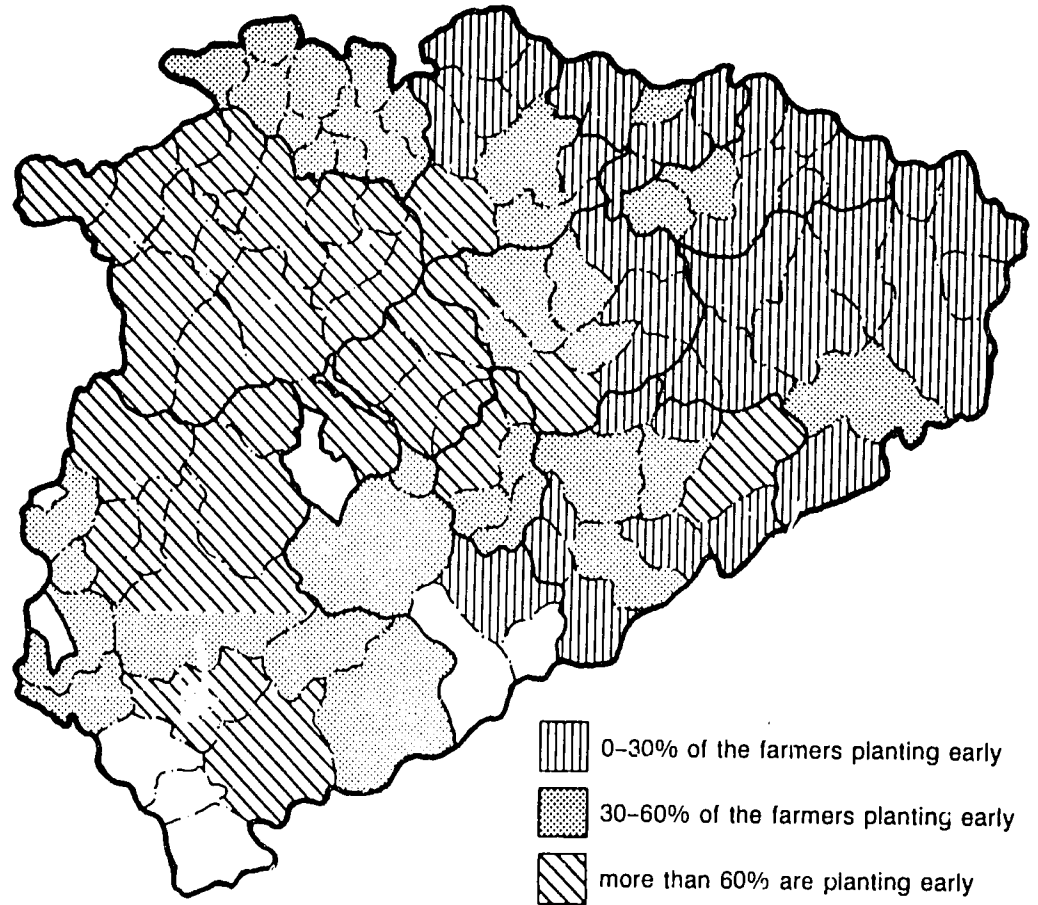 0-30% of the farmers planting early
30-60% of the farmers planting early
more than 60% are planting early